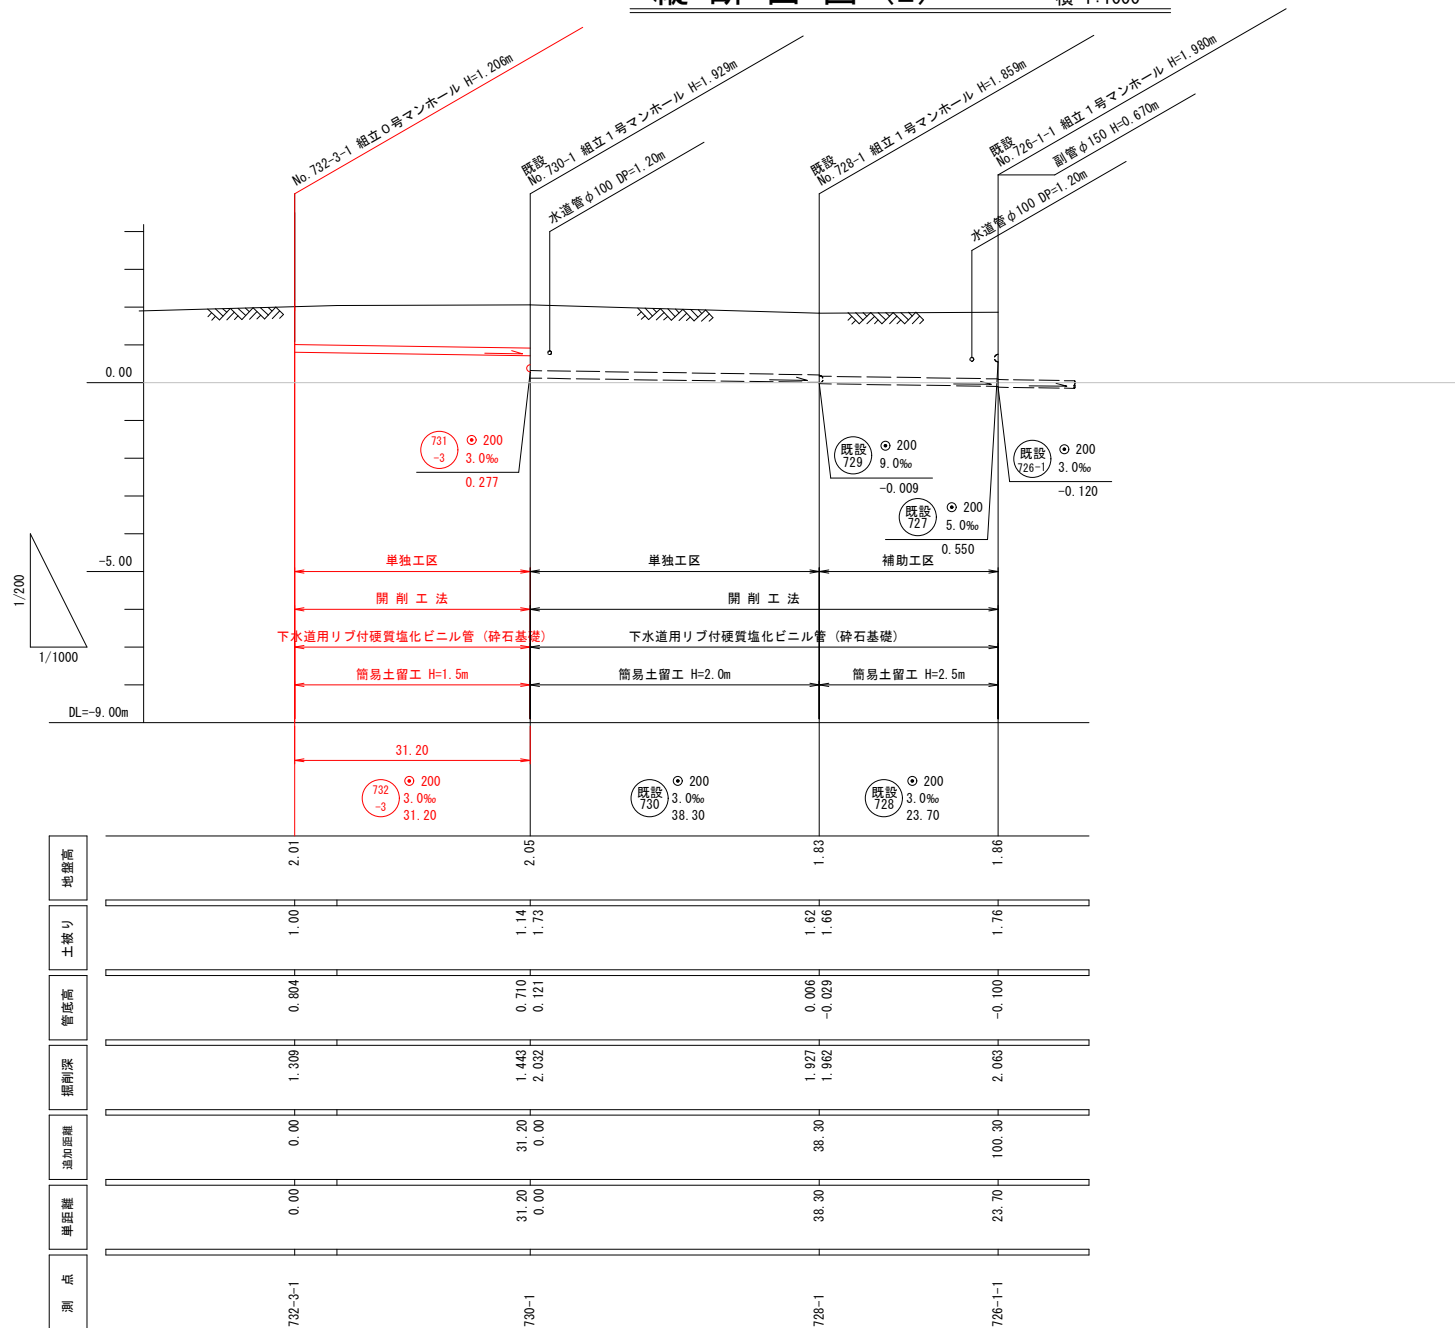 No.732-3-1 組立０号マンホール H=1.206m
既設
No.730-1 組立１号マンホール H=1.929m
水道管φ100 DP=1.20m
既設
No.728-1 組立１号マンホール H=1.859m
既設
No.726-1-1 組立１号マンホール H=1.980m
副管φ150 H=0.670m
水道管φ100 DP=1.20m
0.00
-5.00
DL=-9.00m
1/200
1/1000
731
-3
200
3.0‰
0.277
既設
729
200
9.0‰
-0.009
既設
727
200
5.0‰
0.550
既設
726-1
200
3.0‰
-0.120
単独工区
単独工区
補助工区
開 削 工 法
開 削 工 法
下水道用リブ付硬質塩化ビニル管 (砕石基礎)
下水道用リブ付硬質塩化ビニル管 (砕石基礎)
簡易土留工 H=1.5m
簡易土留工 H=2.0m
簡易土留工 H=2.5m
31.20
732
-3
200
3.0‰
31.20
既設
730
200
3.0‰
38.30
既設
728
200
3.0‰
23.70
地盤高
2.01
2.05
1.83
1.86
土被り
1.00
1.14
1.73
1.62
1.66
1.76
管底高
0.804
0.710
0.121
0.006
-0.029
-0.100
掘削深
1.309
1.443
2.032
1.927
1.962
2.063
追加距離
0.00
31.20
0.00
38.30
100.30
単距離
0.00
31.20
0.00
38.30
23.70
測 点
732-3-1
730-1
728-1
726-1-1